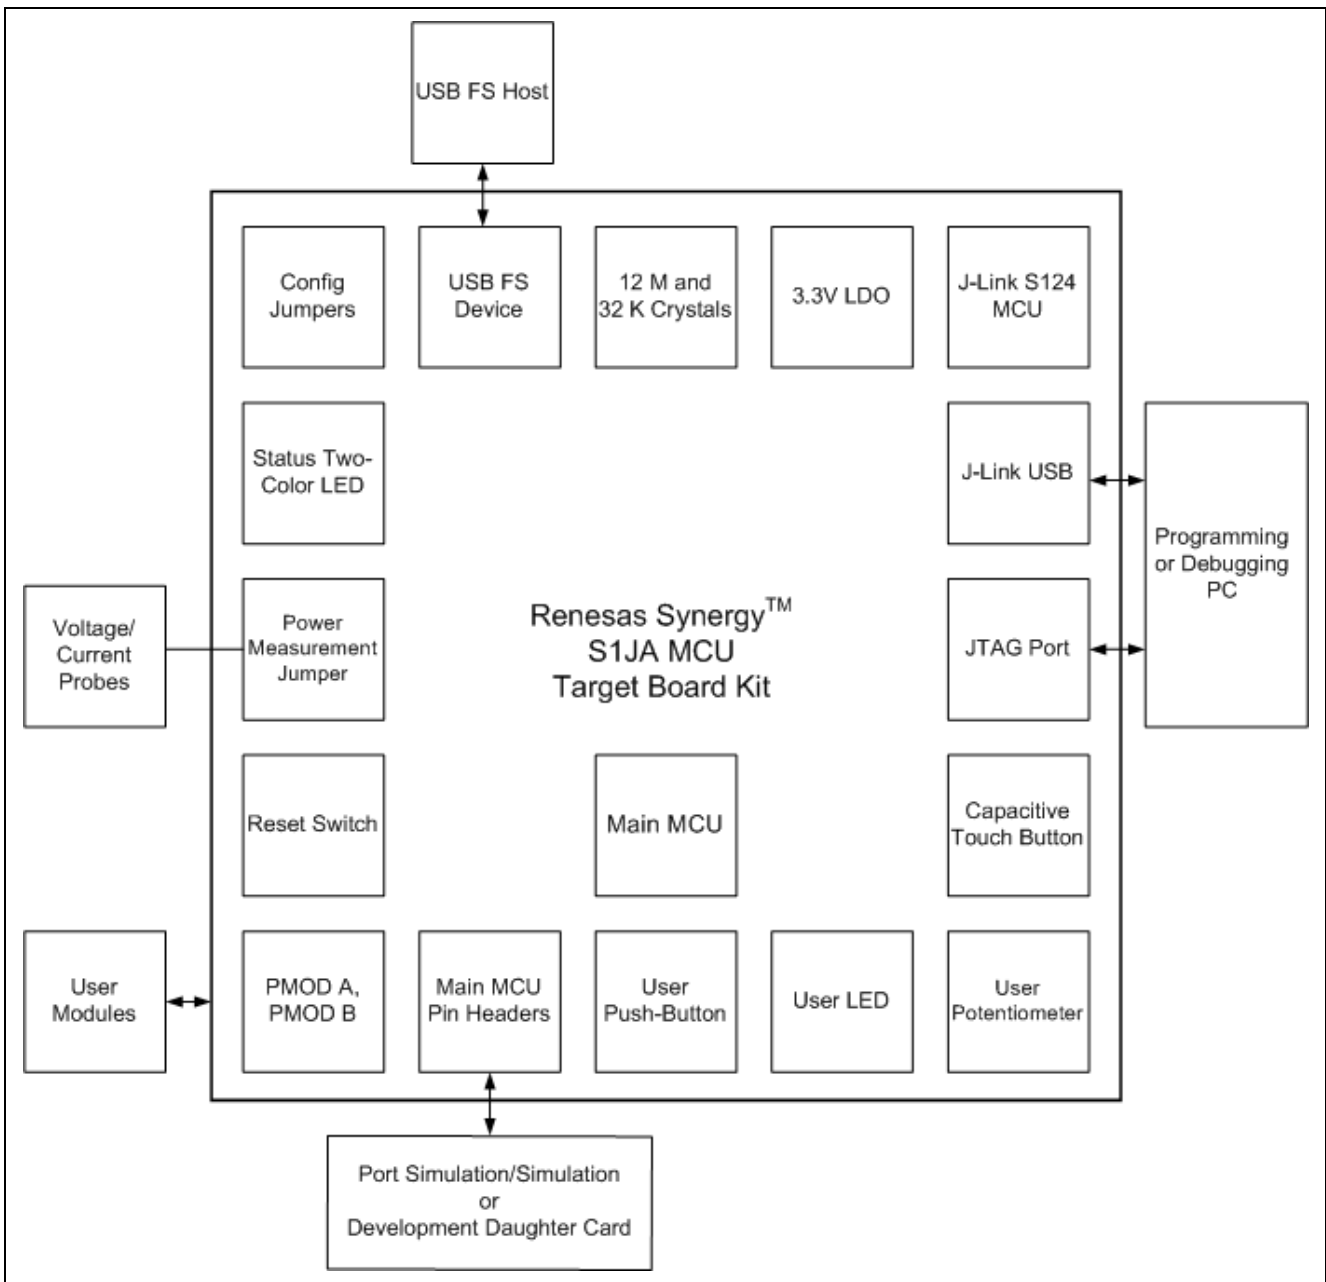 USB FS Host
Config
Jumpers
USB FS
Device
12 M and
32 K Crystals
3.3V LDO
J-Link S124
MCU
Status Two-
Color LED
J-Link USB
Programming
or Debugging
PC
Voltage/
Current
Probes
Power
Measurement
Jumper
Renesas Synergy™
S1JA MCU
Target Board Kit
JTAG Port
Reset Switch
Main MCU
Capacitive
Touch Button
User
Modules
PMOD A,
PMOD B
Main MCU
Pin Headers
User
Push-Button
User LED
User
Potentiometer
Port Simulation/Simulation
or
Development Daughter Card